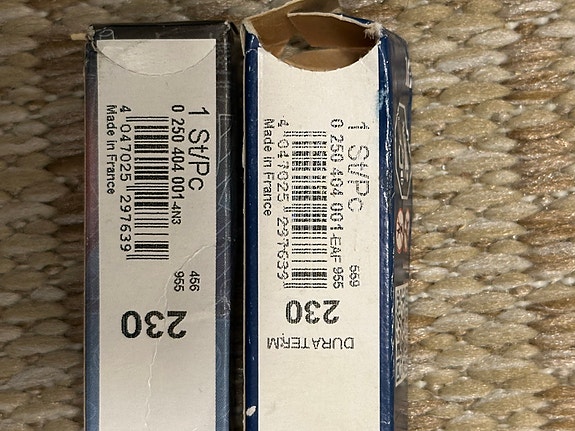 1 St/Pc
0 250 404 001-4N3
4 047025 297639
Made in France
456
955
230
1 St/Pc
0 250 404 001-EAF 955
559
4 047025 297639
Made in France
230
DURATERM